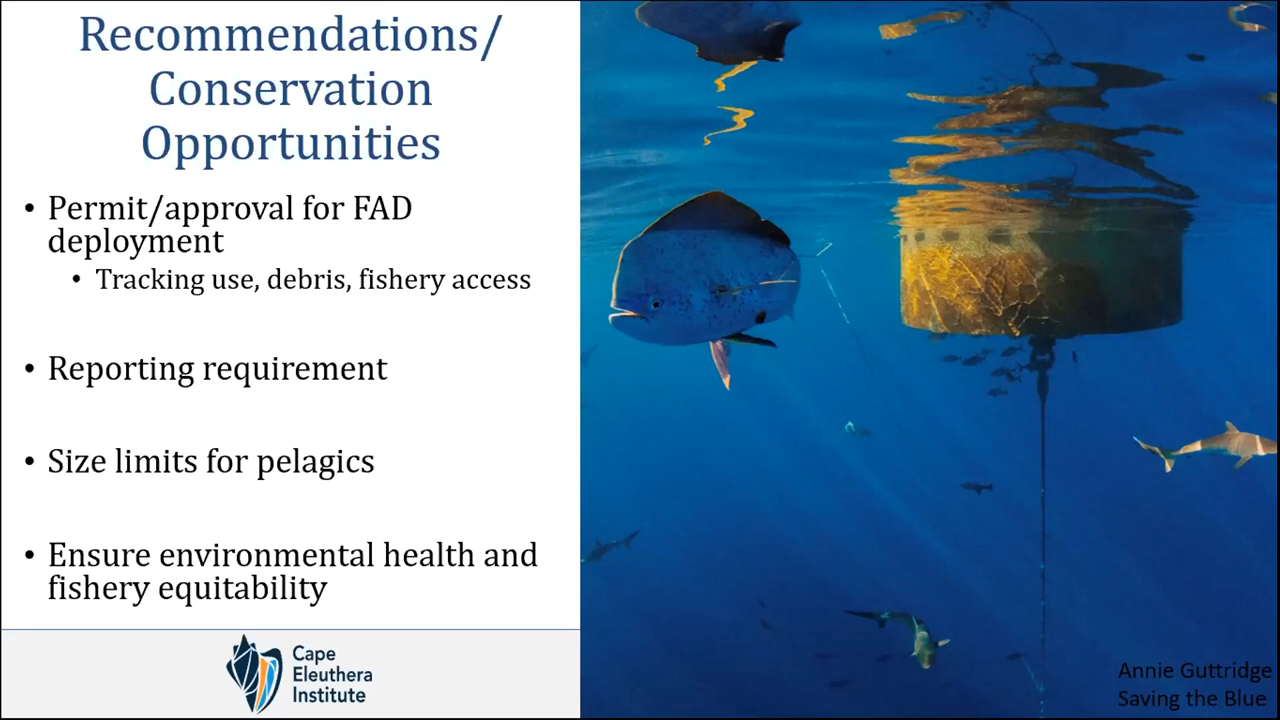 Recommendations/
Conservation
Opportunities
• Permit/approval for FAD
deployment
• Tracking use, debris, fishery access
• Reporting requirement
• Size limits for pelagics
• Ensure environmental health and
fishery equitability
Cape
Eleuthera
Institute
Annie Guttridge
Saving the Blue